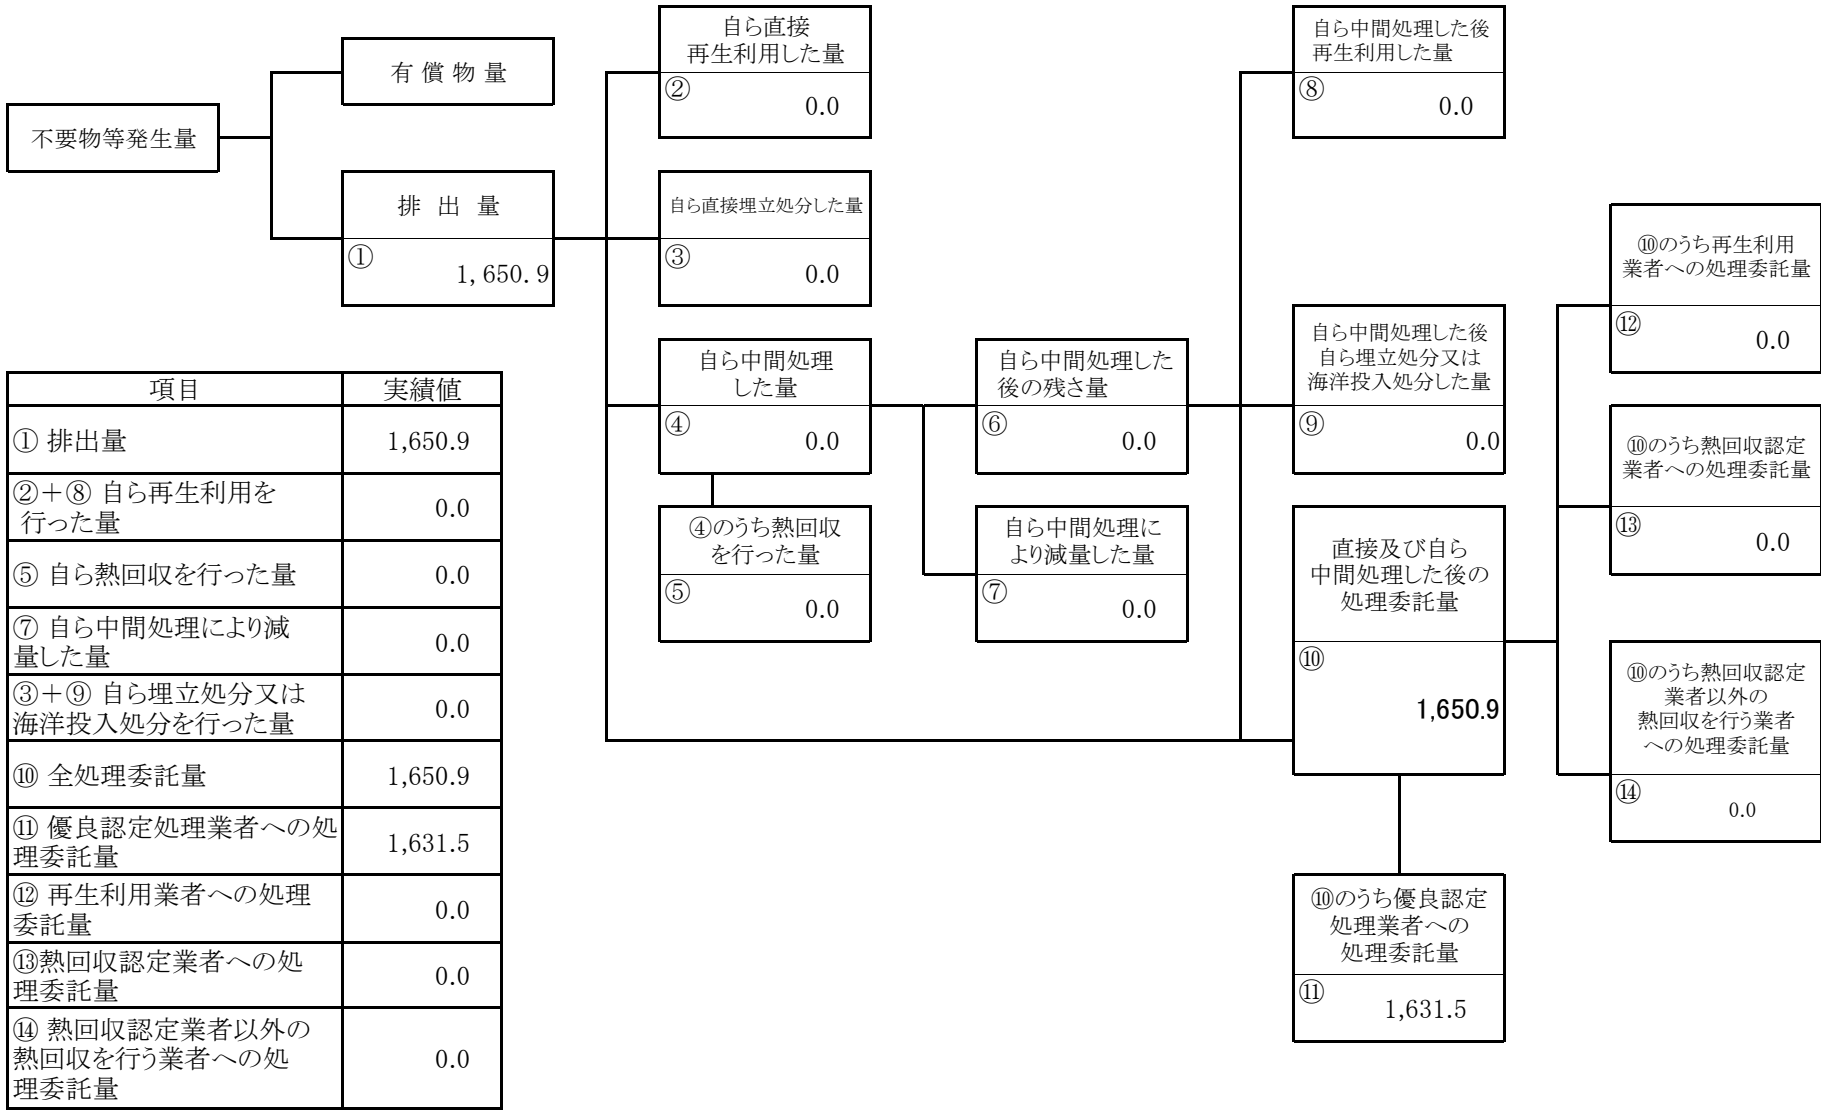 不要物等発生量
有償物量
排出量
①
1,650.9
自ら直接
再生利用した量
②
0.0
自ら直接埋立処分した量
③
0.0
自ら中間処理
した量
④
0.0
④のうち熱回収
を行った量
⑤
0.0
自ら中間処理した
後の残さ量
⑥
0.0
自ら中間処理に
より減量した量
⑦
0.0
自ら中間処理した後
再生利用した量
⑧
0.0
自ら中間処理した後
自ら埋立処分又は
海洋投入処分した量
⑨
0.0
直接及び自ら
中間処理した後の
処理委託量
⑩
1,650.9
⑩のうち優良認定
処理業者への
処理委託量
⑪
1,631.5
⑩のうち再生利用
業者への処理委託量
⑫
0.0
⑩のうち熱回収認定
業者への処理委託量
⑬
0.0
⑩のうち熱回収認定
業者以外の
熱回収を行う業者
への処理委託量
⑭
0.0
項目 実績値
① 排出量 1,650.9
②＋⑧ 自ら再生利用を
行った量 0.0
⑤ 自ら熱回収を行った量 0.0
⑦ 自ら中間処理により減
量した量 0.0
③＋⑨ 自ら埋立処分又は
海洋投入処分を行った量 0.0
⑩ 全処理委託量 1,650.9
⑪ 優良認定処理業者への処
理委託量 1,631.5
⑫ 再生利用業者への処理
委託量 0.0
⑬熱回収認定業者への処
理委託量 0.0
⑭ 熱回収認定業者以外の
熱回収を行う業者への処
理委託量 0.0